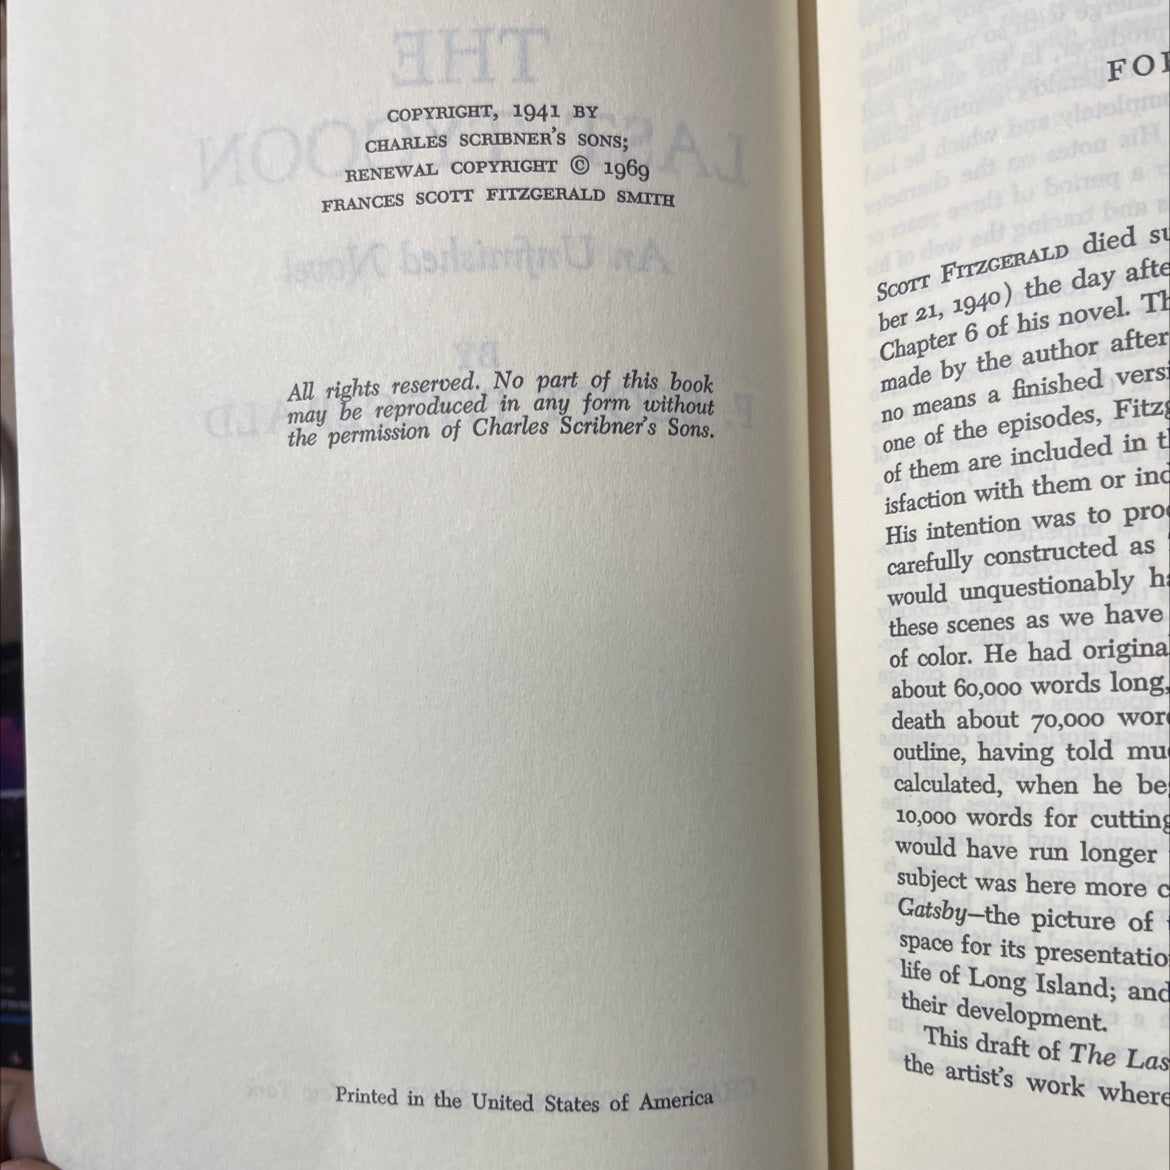 COPYRIGHT, 1941 BY
CHARLES SCRIBNER'S SONS;
RENEWAL COPYRIGHT © 1969
FRANCES SCOTT FITZGERALD SMITH
All rights reserved. No part of this book
may be reproduced in any form without
the permission of Charles Scribner's Sons.
Printed in the United States of America
FOR
SCOTT FITZGERALD died su
ber 21, 1940) the day afte
Chapter 6 of his novel. Th
made by the author after
no means a finished versi
one of the episodes, Fitzg
of them are included in t
isfaction with them or ind
His intention was to pro
carefully constructed as
would unquestionably ha
these scenes as we have
of color. He had origina
about 60,000 words long,
death about 70,000 wor
outline, having told mu
calculated, when he be
10,000 words for cutting
would have run longer
subject was here more c
Gatsby—the picture of
space for its presentatio
life of Long Island; and
their development.
This draft of The Las
the artist's work where